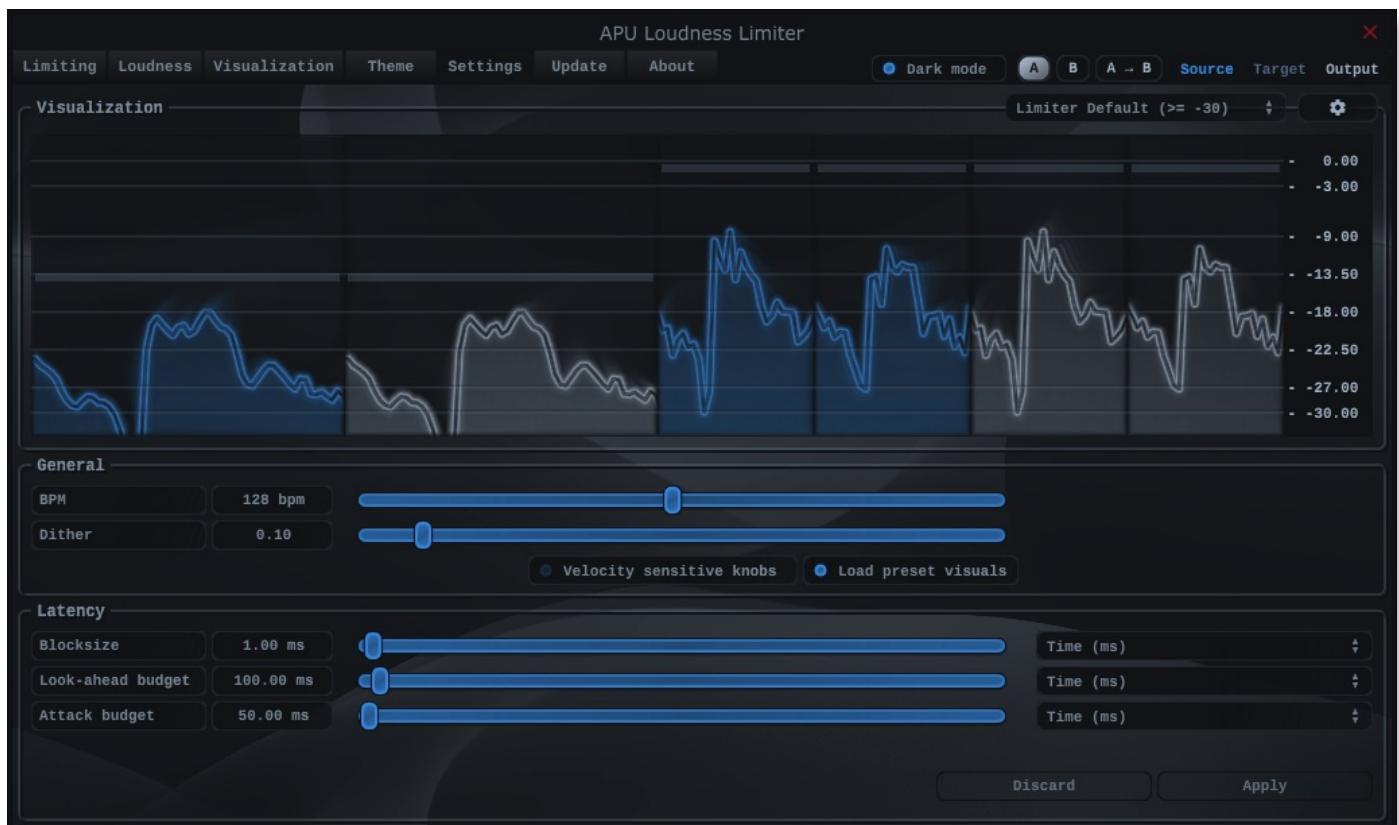 APU Loudness Limiter
Limiting Loudness Visualization Theme Settings Update About Dark mode A B A → B Source Target Output
Visualization Limiter Default (>= -30)
- 0.00
- -3.00
- -9.00
- -13.50
- -18.00
- -22.50
- -27.00
- -30.00
General
BPM 128 bpm
Dither 0.10
Velocity sensitive knobs Load preset visuals
Latency
Blocksize 1.00 ms Time (ms)
Look-ahead budget 100.00 ms Time (ms)
Attack budget 50.00 ms Time (ms)
Discard Apply